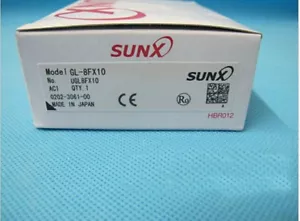 SUNX
Model GL-8FX10
No. UGL8FX10
AC1 QTY 1
0202-3061-00
MADE IN JAPAN
SUNX
CE
HBR012